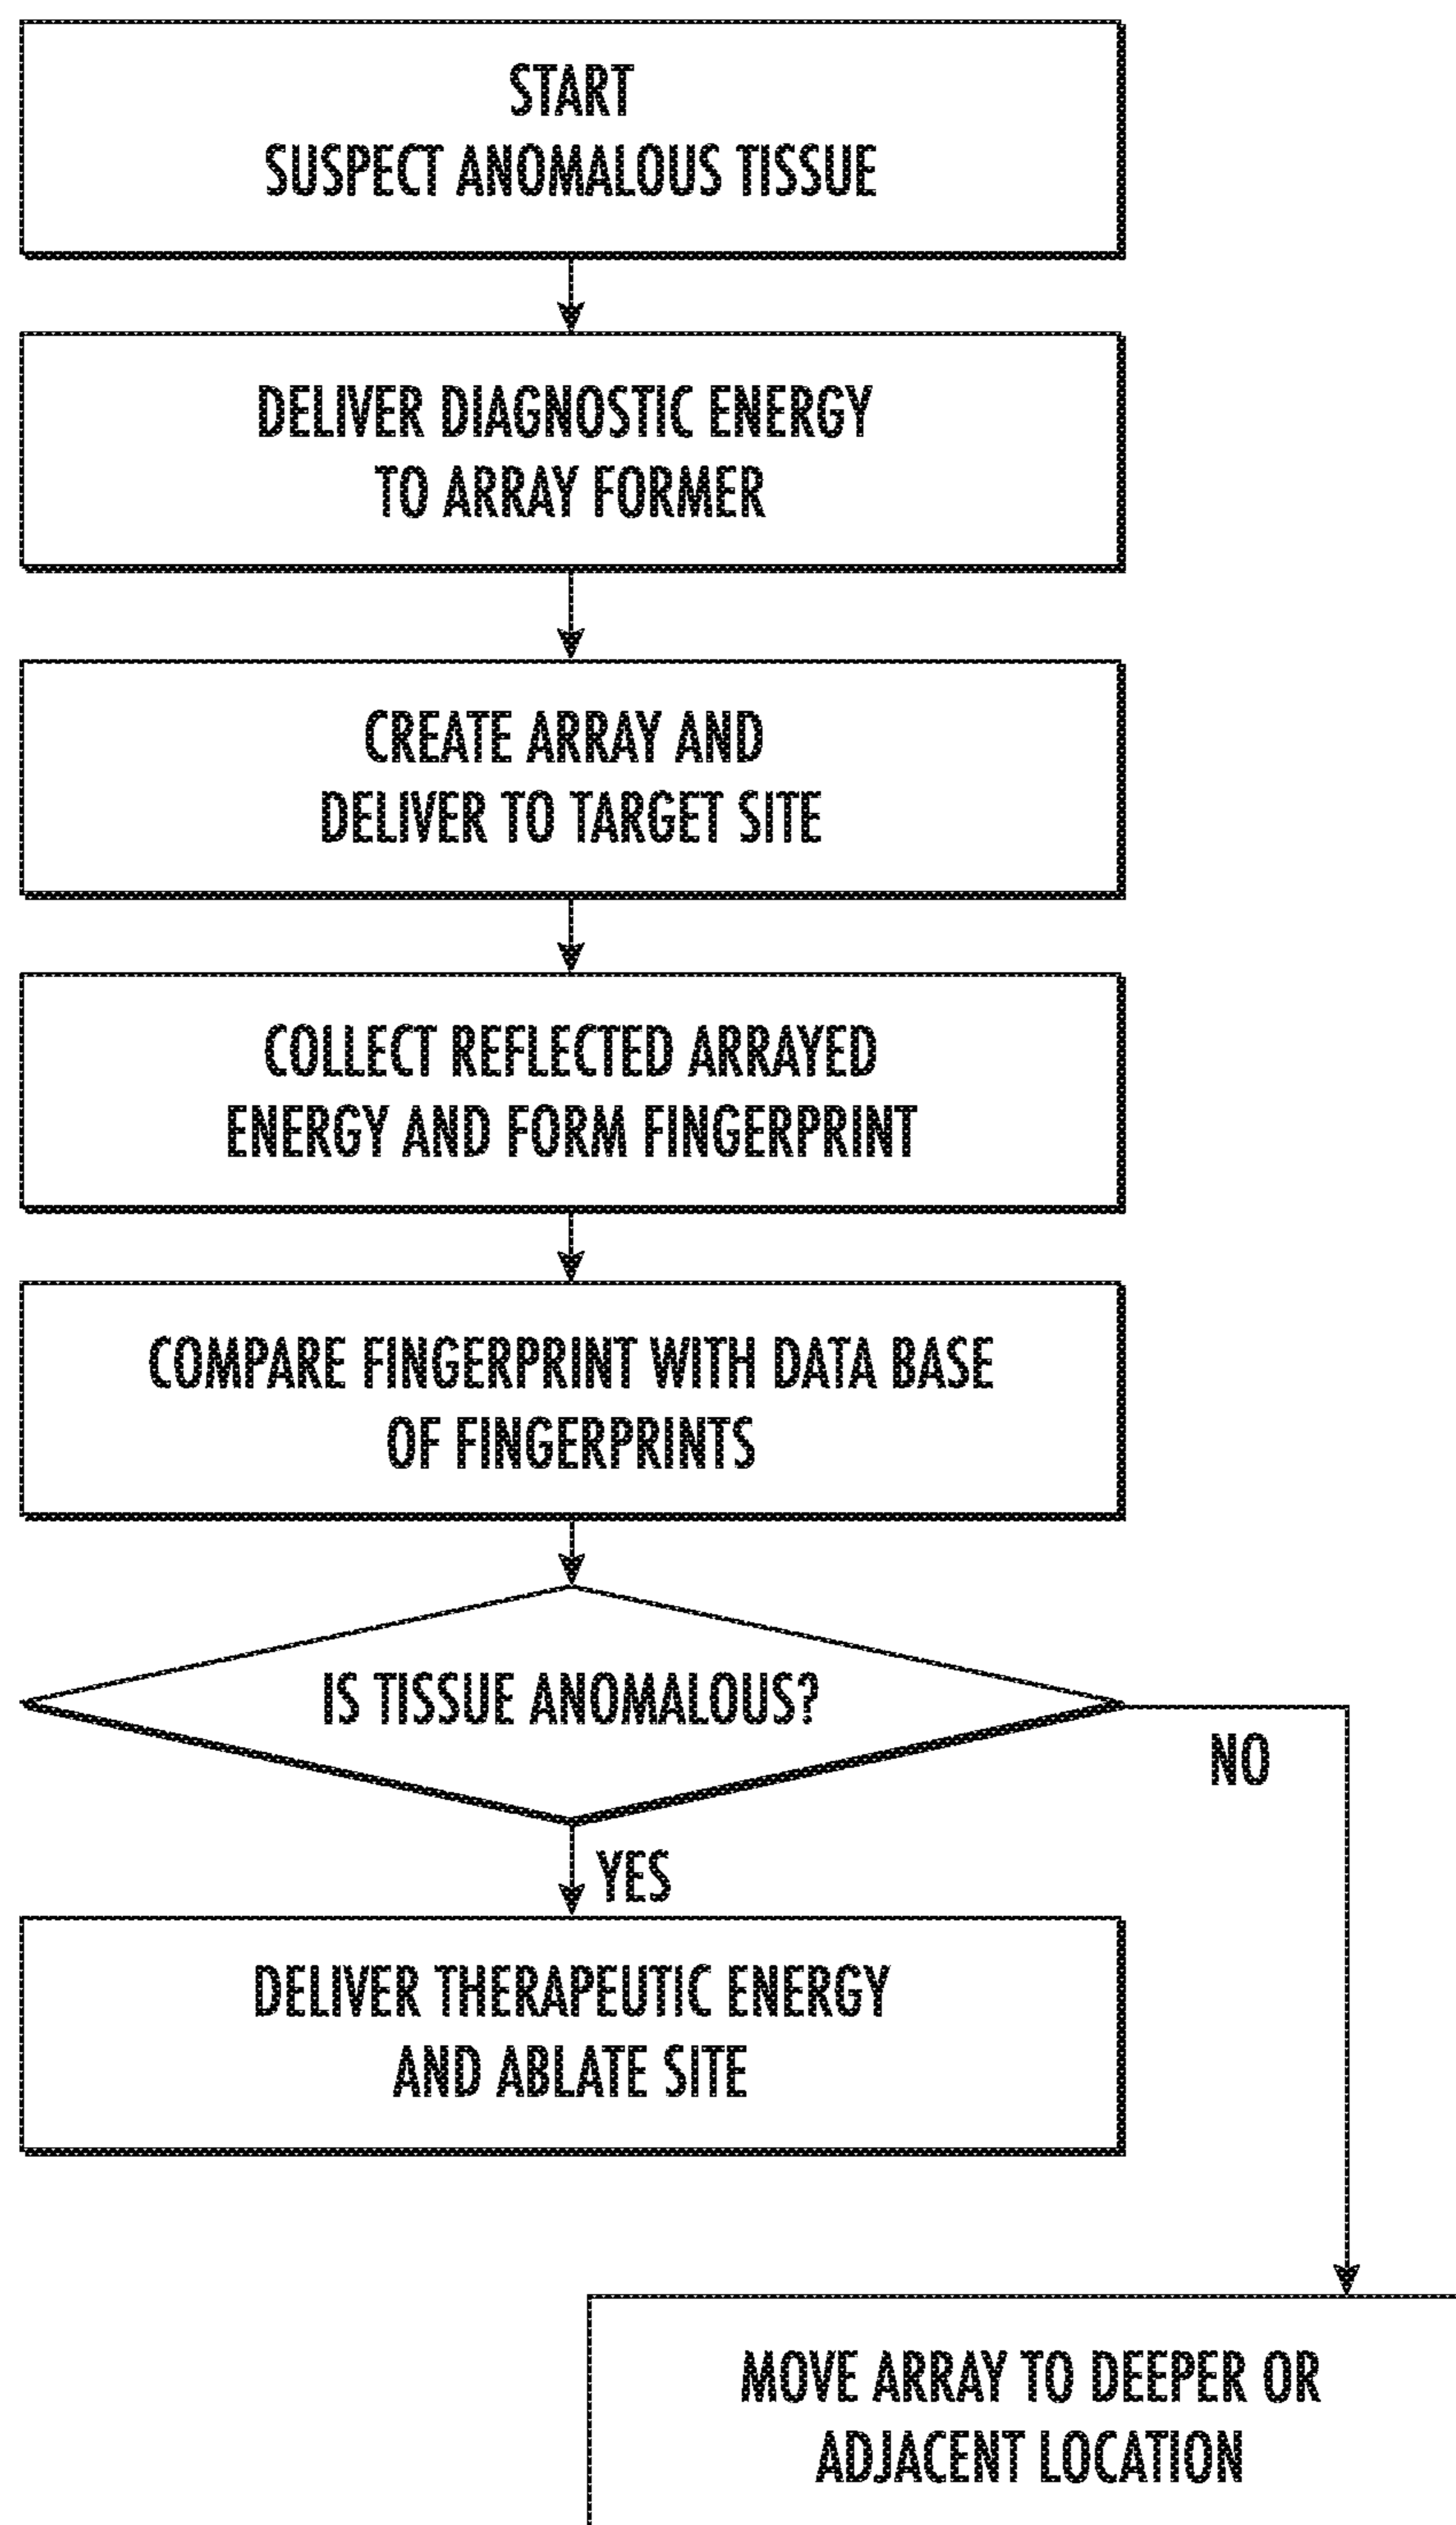 START
SUSPECT ANOMALOUS TISSUE
DELIVER DIAGNOSTIC ENERGY
TO ARRAY FORMER
CREATE ARRAY AND
DELIVER TO TARGET SITE
COLLECT REFLECTED ARRAYED
ENERGY AND FORM FINGERPRINT
COMPARE FINGERPRINT WITH DATA BASE
OF FINGERPRINTS
IS TISSUE ANOMALOUS?
NO
YES
DELIVER THERAPEUTIC ENERGY
AND ABLATE SITE
MOVE ARRAY TO DEEPER OR
ADJACENT LOCATION